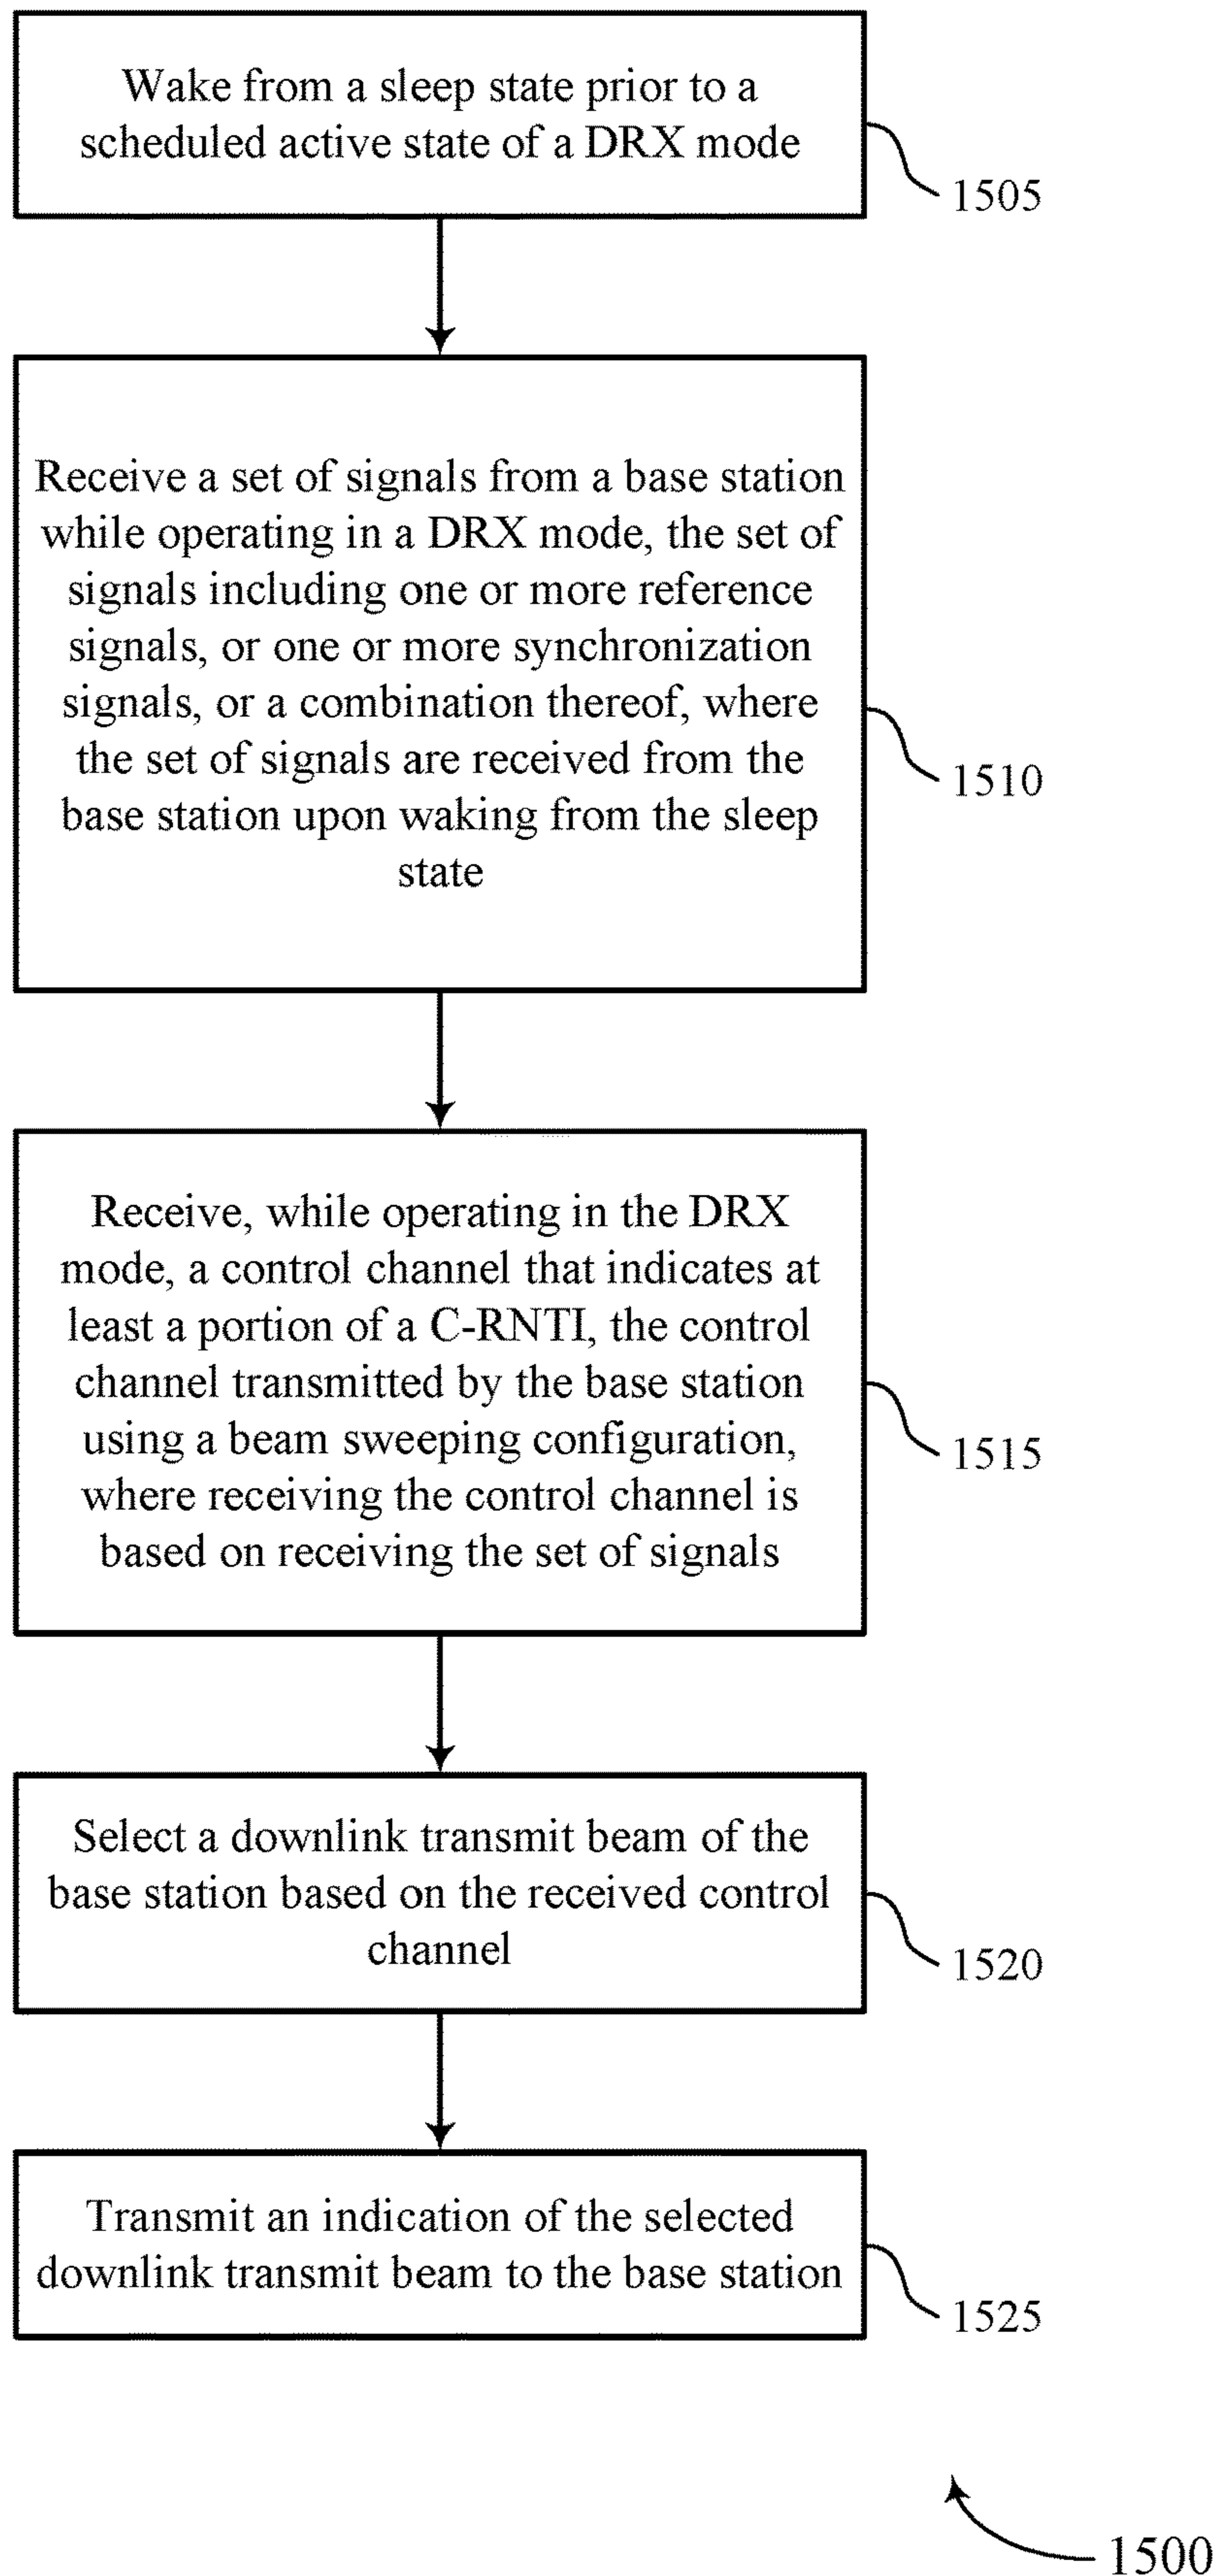 Wake from a sleep state prior to a
scheduled active state of a DRX mode
1505
Receive a set of signals from a base station
while operating in a DRX mode, the set of
signals including one or more reference
signals, or one or more synchronization
signals, or a combination thereof, where
the set of signals are received from the
base station upon waking from the sleep
state
1510
Receive, while operating in the DRX
mode, a control channel that indicates at
least a portion of a C-RNTI, the control
channel transmitted by the base station
using a beam sweeping configuration,
where receiving the control channel is
based on receiving the set of signals
1515
Select a downlink transmit beam of the
base station based on the received control
channel
1520
Transmit an indication of the selected
downlink transmit beam to the base station
1525
1500